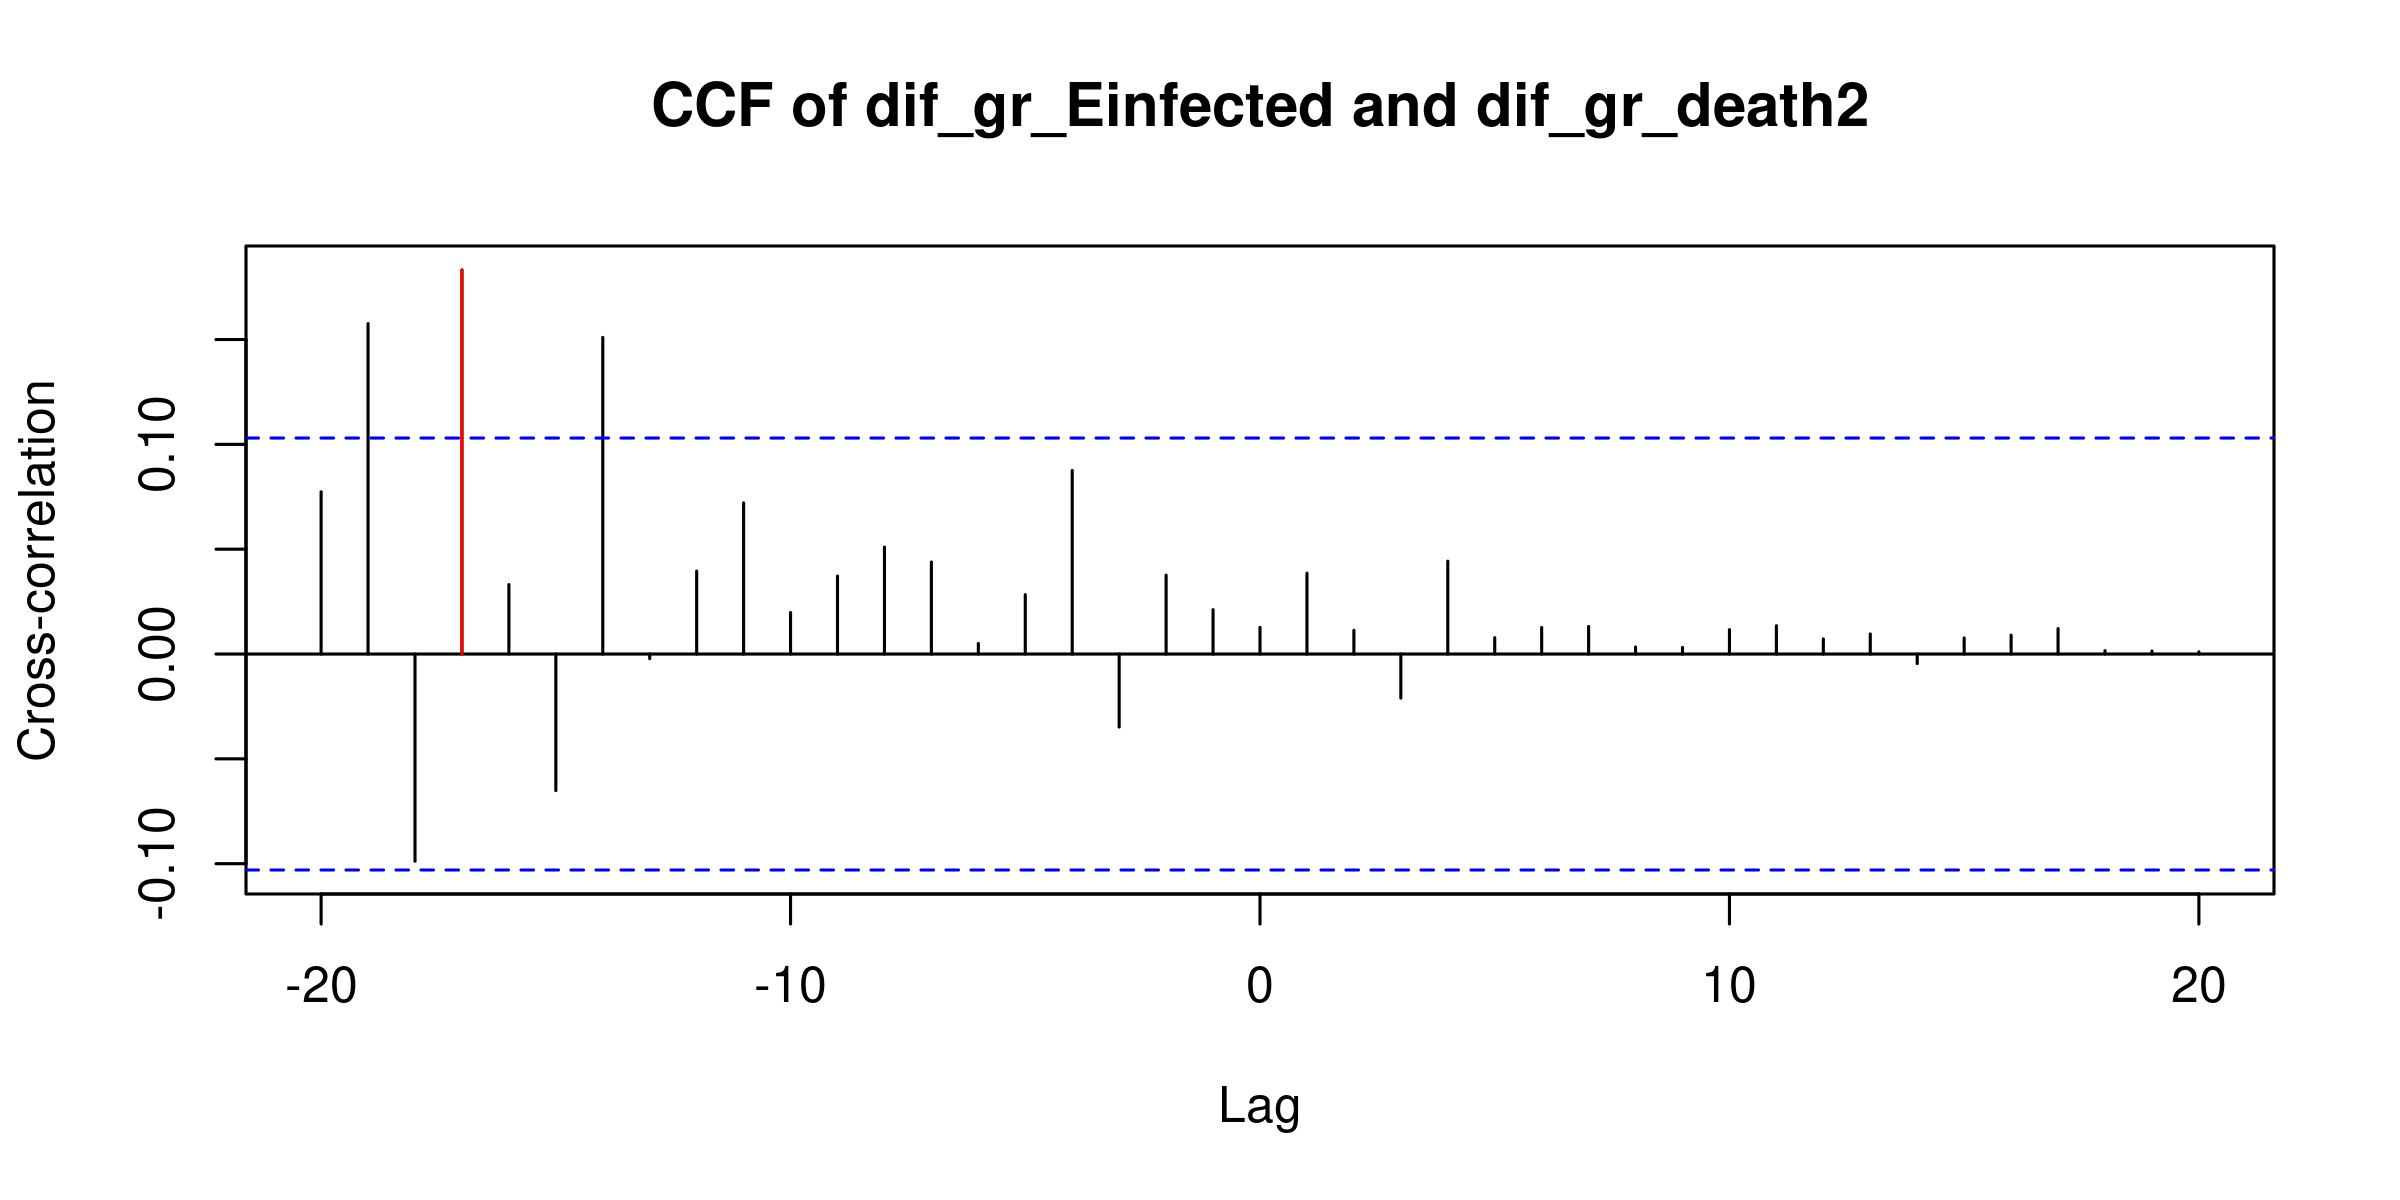 CCF of dif_gr_Einfected and dif_gr_death2
Cross-correlation
0.10
0.00
-0.10
-20 -10 0 10 20
Lag